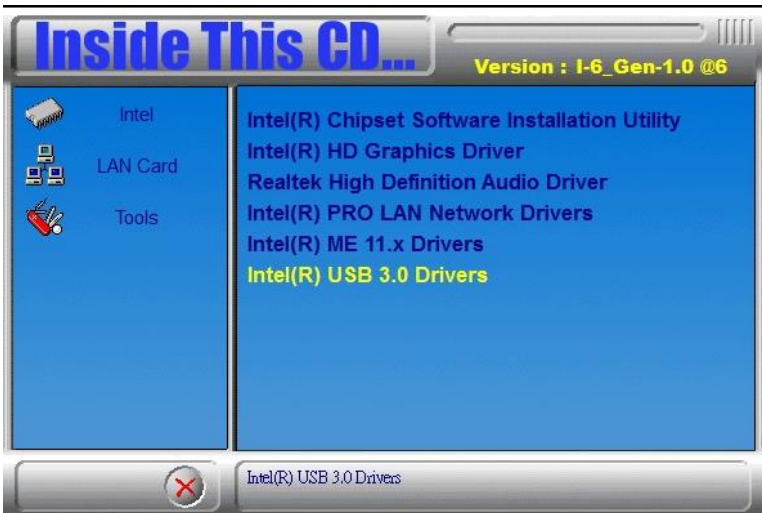 Inside This CD...
Version : I-6_Gen-1.0 @6
Intel
LAN Card
Tools
Intel(R) Chipset Software Installation Utility
Intel(R) HD Graphics Driver
Realtek High Definition Audio Driver
Intel(R) PRO LAN Network Drivers
Intel(R) ME 11.x Drivers
Intel(R) USB 3.0 Drivers
Intel(R) USB 3.0 Drivers